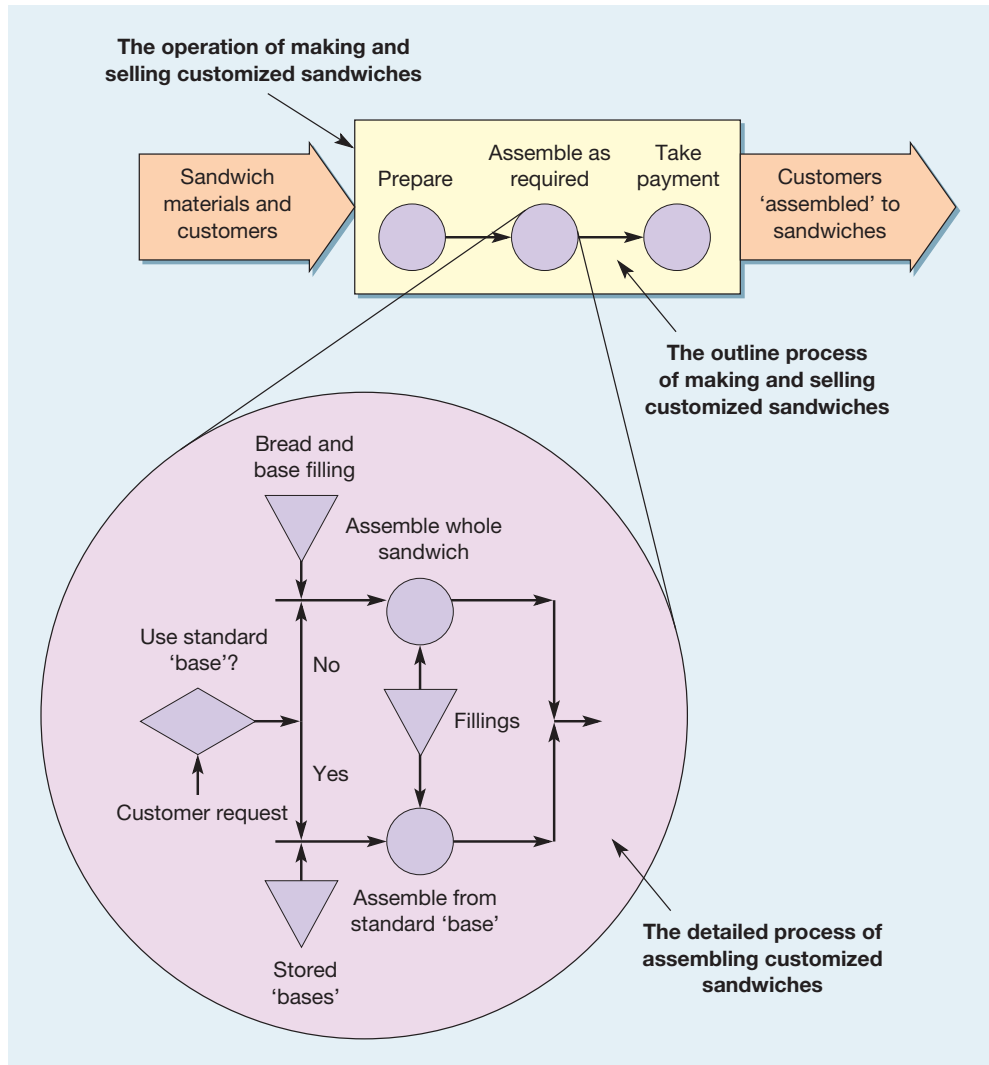 The operation of making and
selling customized sandwiches
Sandwich
materials and
customers
Prepare
Assemble as
required
Take
payment
Customers
‘assembled’ to
sandwiches
The outline process
of making and selling
customized sandwiches
Bread and
base filling
Assemble whole
sandwich
Use standard
‘base’?
No
Fillings
Yes
Customer request
Assemble from
standard ‘base’
Stored
‘bases’
The detailed process of
assembling customized
sandwiches